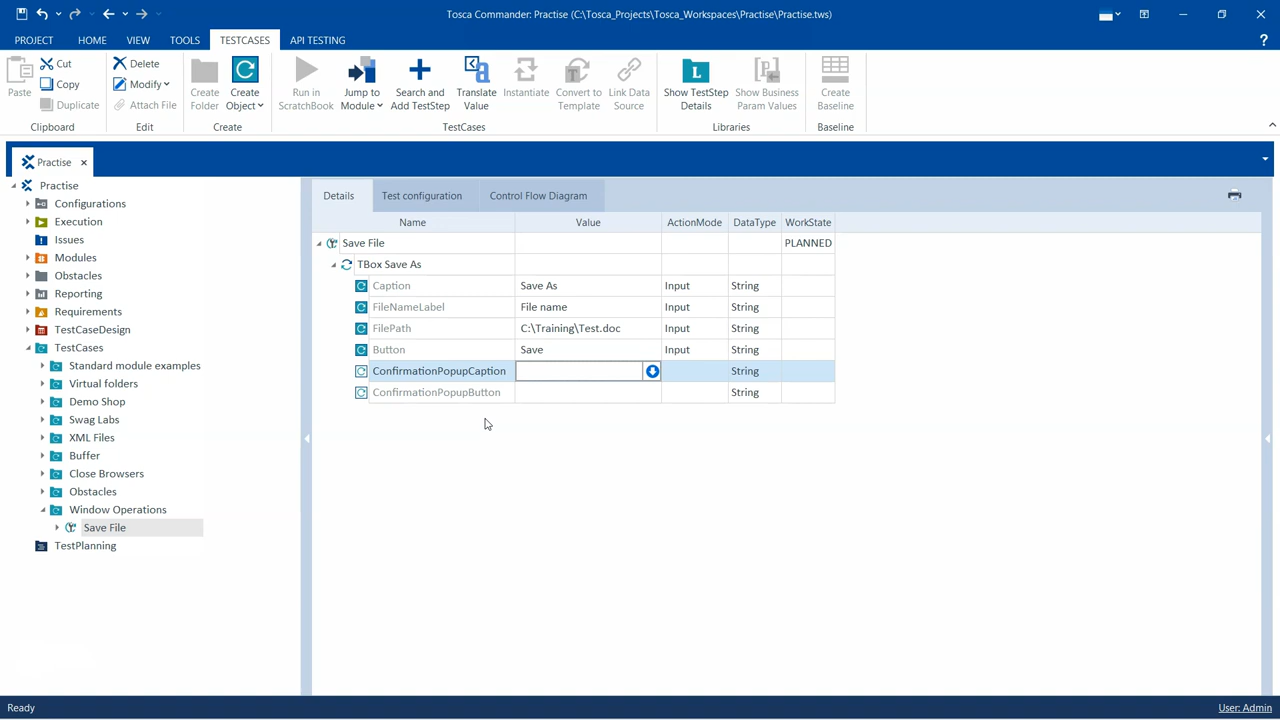 Tosca Commander: Practise (C:\Tosca_Projects\Tosca_Workspaces\Practise\Practise.tws)
PROJECT HOME VIEW TOOLS TESTCASES API TESTING
Paste
Cut
Copy
Duplicate
Clipboard
Delete
Modify
Attach File
Edit
Create Folder
Create Object
Create
Run in ScratchBook
Jump to Module
Search and Add TestStep
Translate Value
Instantiate
Convert to Template
Link Data Source
TestCases
Show TestStep Details
Show Business Param Values
Libraries
Create Baseline
Baseline
Practise
Practise
Configurations
Execution
Issues
Modules
Obstacles
Reporting
Requirements
TestCaseDesign
TestCases
Standard module examples
Virtual folders
Demo Shop
Swag Labs
XML Files
Buffer
Close Browsers
Obstacles
Window Operations
Save File
TestPlanning
Details Test configuration Control Flow Diagram
Name Value ActionMode DataType WorkState
Save File PLANNED
TBox Save As
Caption Save As Input String
FileNameLabel File name Input String
FilePath C:\Training\Test.doc Input String
Button Save Input String
ConfirmationPopupCaption String
ConfirmationPopupButton String
Ready User: Admin